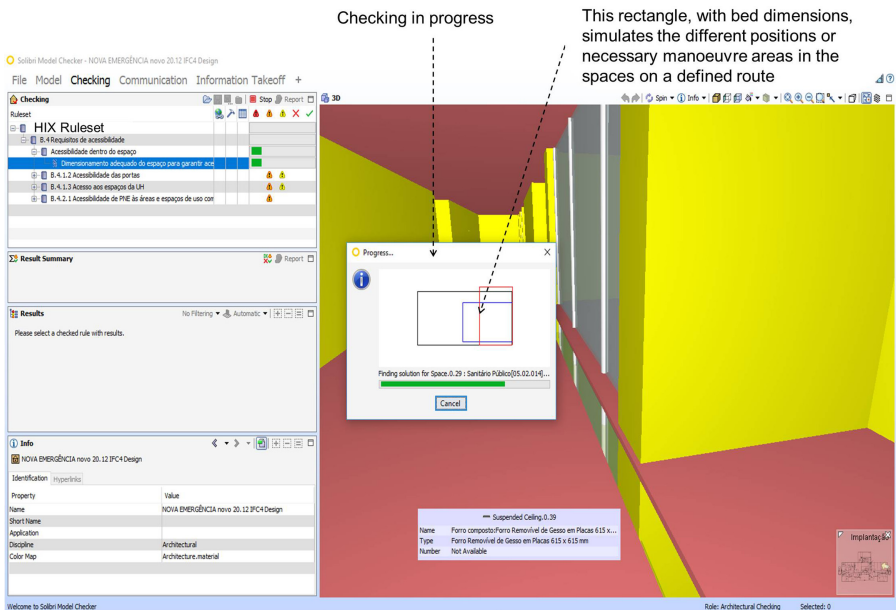 Checking in progress
This rectangle, with bed dimensions,
simulates the different positions or
necessary manoeuvre areas in the
spaces on a defined route
Solibri Model Checker - NOVA EMERGÊNCIA novo 20.12 IFC4 Design
File Model Checking Communication Information Takeoff +
Checking
Stop Report
Ruleset
HIX Ruleset
B.4 Requisitos de acessibilidade
Acessibilidade dentro do espaço
Dimensionamento adequado do espaço para garantir ace
B.4.1.2 Acessibilidade das portas
B.4.1.3 Acesso aos espaços da UH
B.4.2.1 Acessibilidade de PNE às áreas e espaços de uso com
Result Summary
Report
Results
No Filtering Automatic
Please select a checked rule with results.
Info
NOVA EMERGÊNCIA novo 20.12 IFC4 Design
Identification Hyperlinks
Property Value
Name NOVA EMERGÊNCIA novo 20.12 IFC4 Design
Short Name
Application
Discipline Architectural
Color Map Architecture.material
Welcome to Solibri Model Checker
3D
Spin Info
Progress...
Finding solution for Space.0.29 : Sanitário Público[05.02.014]...
Cancel
Suspended Ceiling.0.39
Name Forro composto:Forro Removível de Gesso em Placas 615 x...
Type Forro Removível de Gesso em Placas 615 x 615 mm
Number Not Available
Implantação
Role: Architectural Checking Selected: 0